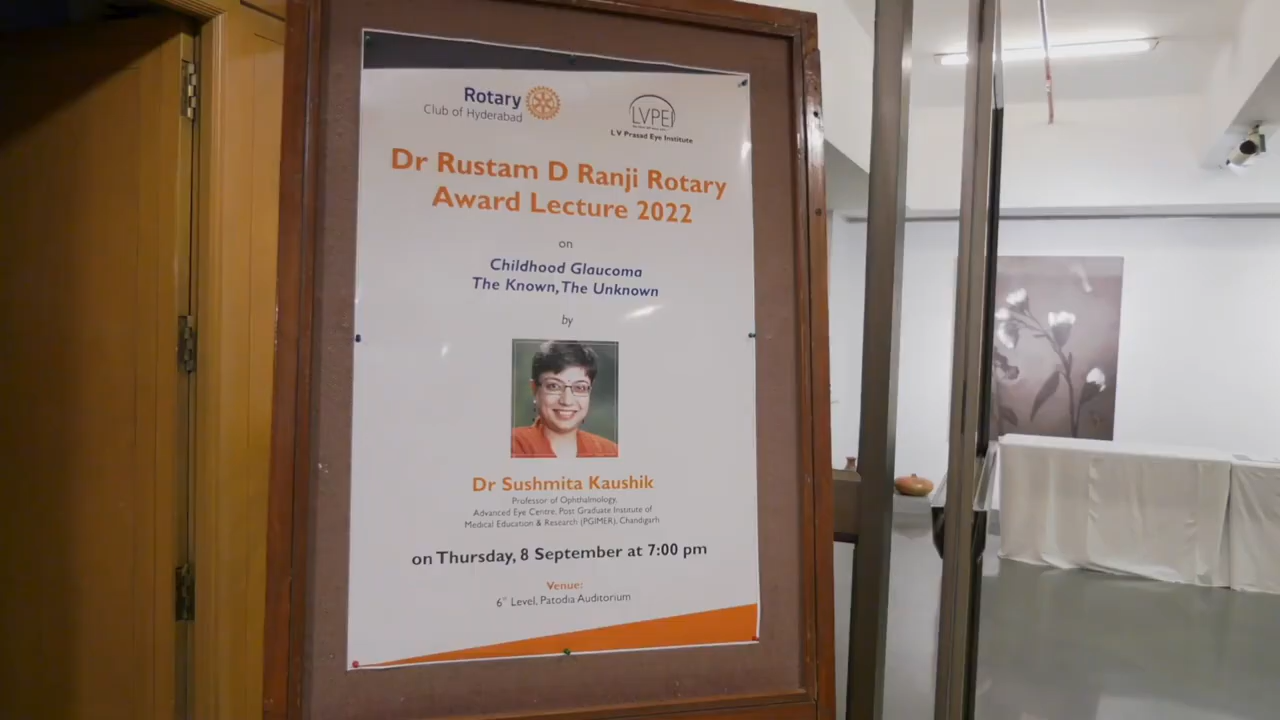 Rotary
Club of Hyderabad
LVPEI
L V Prasad Eye Institute
Dr Rustam D Ranji Rotary
Award Lecture 2022
on
Childhood Glaucoma
The Known, The Unknown
by
Dr Sushmita Kaushik
Professor of Ophthalmology,
Advanced Eye Centre, Post Graduate Institute of
Medical Education & Research (PGIMER), Chandigarh
on Thursday, 8 September at 7:00 pm
Venue:
6th Level, Patodia Auditorium